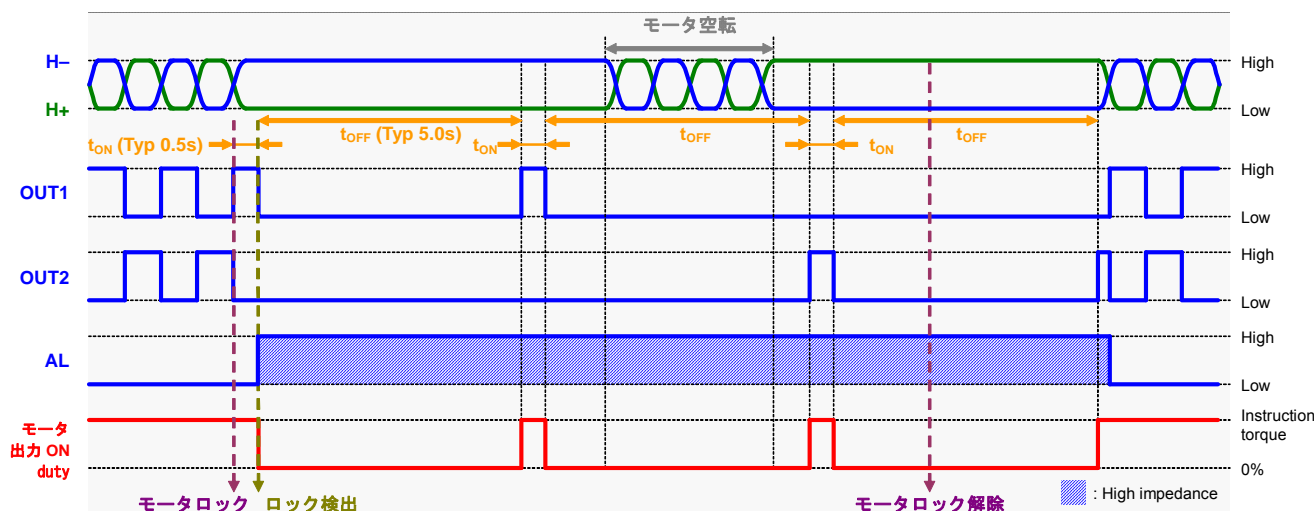 モータ空転
H–
High
H+
Low
tON (Typ 0.5s)
tOFF (Typ 5.0s)
tON
tOFF
tON
tOFF
OUT1
High
Low
OUT2
High
Low
AL
High
Low
モータ
出力 ON
duty
Instruction
torque
0%
モータロック
ロック検出
モータロック解除
: High impedance